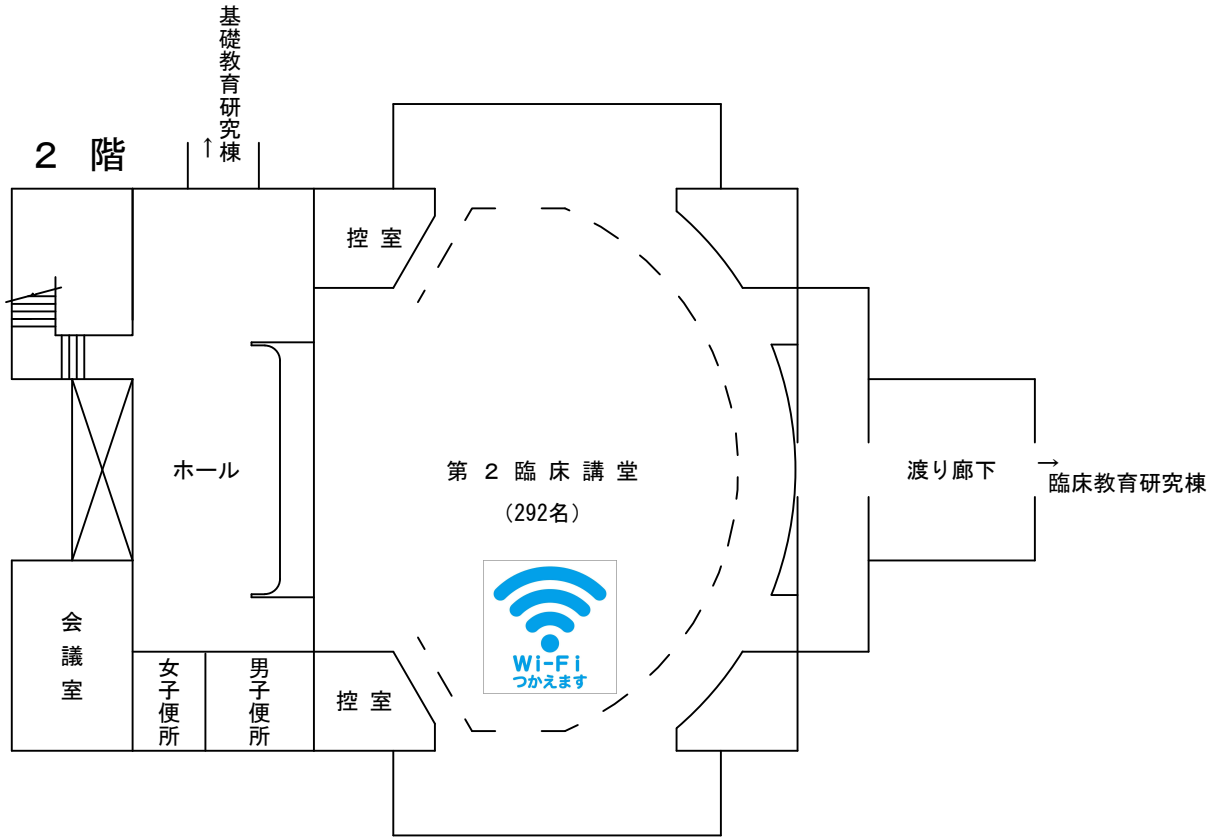 基礎教育研究棟
↑
２ 階
控 室
ホール
第 ２ 臨 床 講 堂
（292名）
渡り廊下
→
臨床教育研究棟
Wi-Fi
つかえます
会議室
女子便所
男子便所
控 室